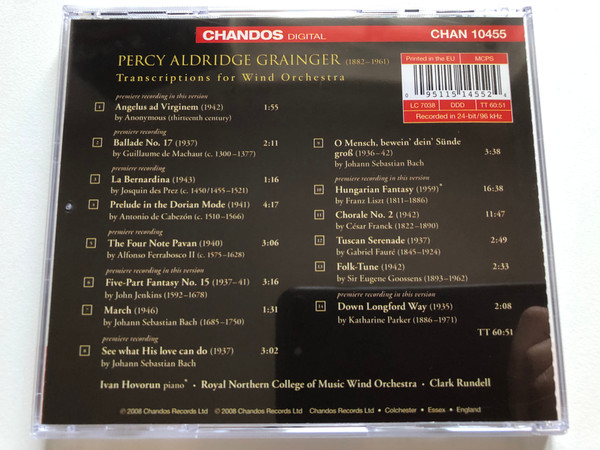 CHANDOS DIGITAL
CHAN 10455
PERCY ALDRIDGE GRAINGER (1882–1961)
Transcriptions for Wind Orchestra
Printed in the EU
MCPS
0 95115 14552 4
LC 7038
DDD
TT 60:51
Recorded in 24-bit/96 kHz
premiere recording in this version
1 Angelus ad Virginem (1942) 1:55
by Anonymous (thirteenth century)
premiere recording
2 Ballade No. 17 (1937) 2:11
by Guillaume de Machaut (c. 1300–1377)
premiere recording
3 La Bernardina (1943) 1:16
by Josquin des Prez (c. 1450/1455–1521)
4 Prelude in the Dorian Mode (1941) 4:17
by Antonio de Cabezón (c. 1510–1566)
premiere recording
5 The Four Note Pavan (1940) 3:06
by Alfonso Ferrabosco II (c. 1575–1628)
premiere recording in this version
6 Five-Part Fantasy No. 15 (1937–41) 3:16
by John Jenkins (1592–1678)
7 March (1946) 1:31
by Johann Sebastian Bach (1685–1750)
premiere recording
8 See what His love can do (1937) 3:02
by Johann Sebastian Bach
9 O Mensch, bewein' dein' Sünde
groß (1936–42) 3:38
by Johann Sebastian Bach
premiere recording in this version
10 Hungarian Fantasy (1959)* 16:38
by Franz Liszt (1811–1886)
11 Chorale No. 2 (1942) 11:47
by César Franck (1822–1890)
12 Tuscan Serenade (1937) 2:49
by Gabriel Fauré (1845–1924)
13 Folk-Tune (1942) 2:33
by Sir Eugene Goossens (1893–1962)
premiere recording in this version
14 Down Longford Way (1935) 2:08
by Katharine Parker (1886–1971)
TT 60:51
Ivan Hovorun piano* • Royal Northern College of Music Wind Orchestra • Clark Rundell
℗ 2008 Chandos Records Ltd © 2008 Chandos Records Ltd Chandos Records Ltd • Colchester • Essex • England